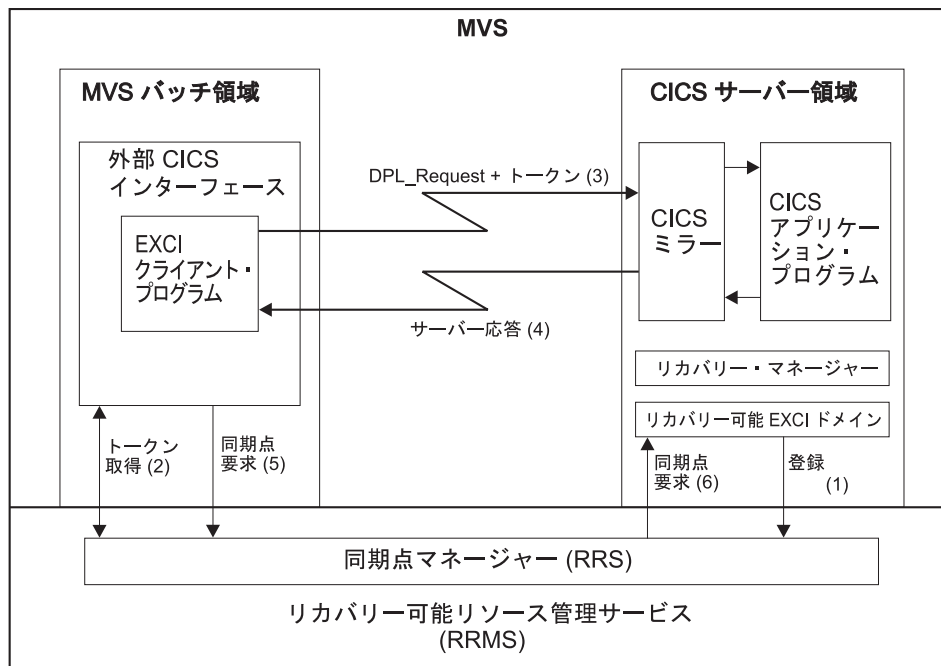 MVS
MVS バッチ領域
外部 CICS
インターフェース
EXCI
クライアント・
プログラム
DPL_Request + トークン (3)
サーバー応答 (4)
CICS サーバー領域
CICS
ミラー
CICS
アプリケー
ション・
プログラム
リカバリー・マネージャー
リカバリー可能 EXCI ドメイン
トークン
取得 (2)
同期点
要求 (5)
同期点
要求 (6)
登録
(1)
同期点マネージャー (RRS)
リカバリー可能リソース管理サービス
(RRMS)